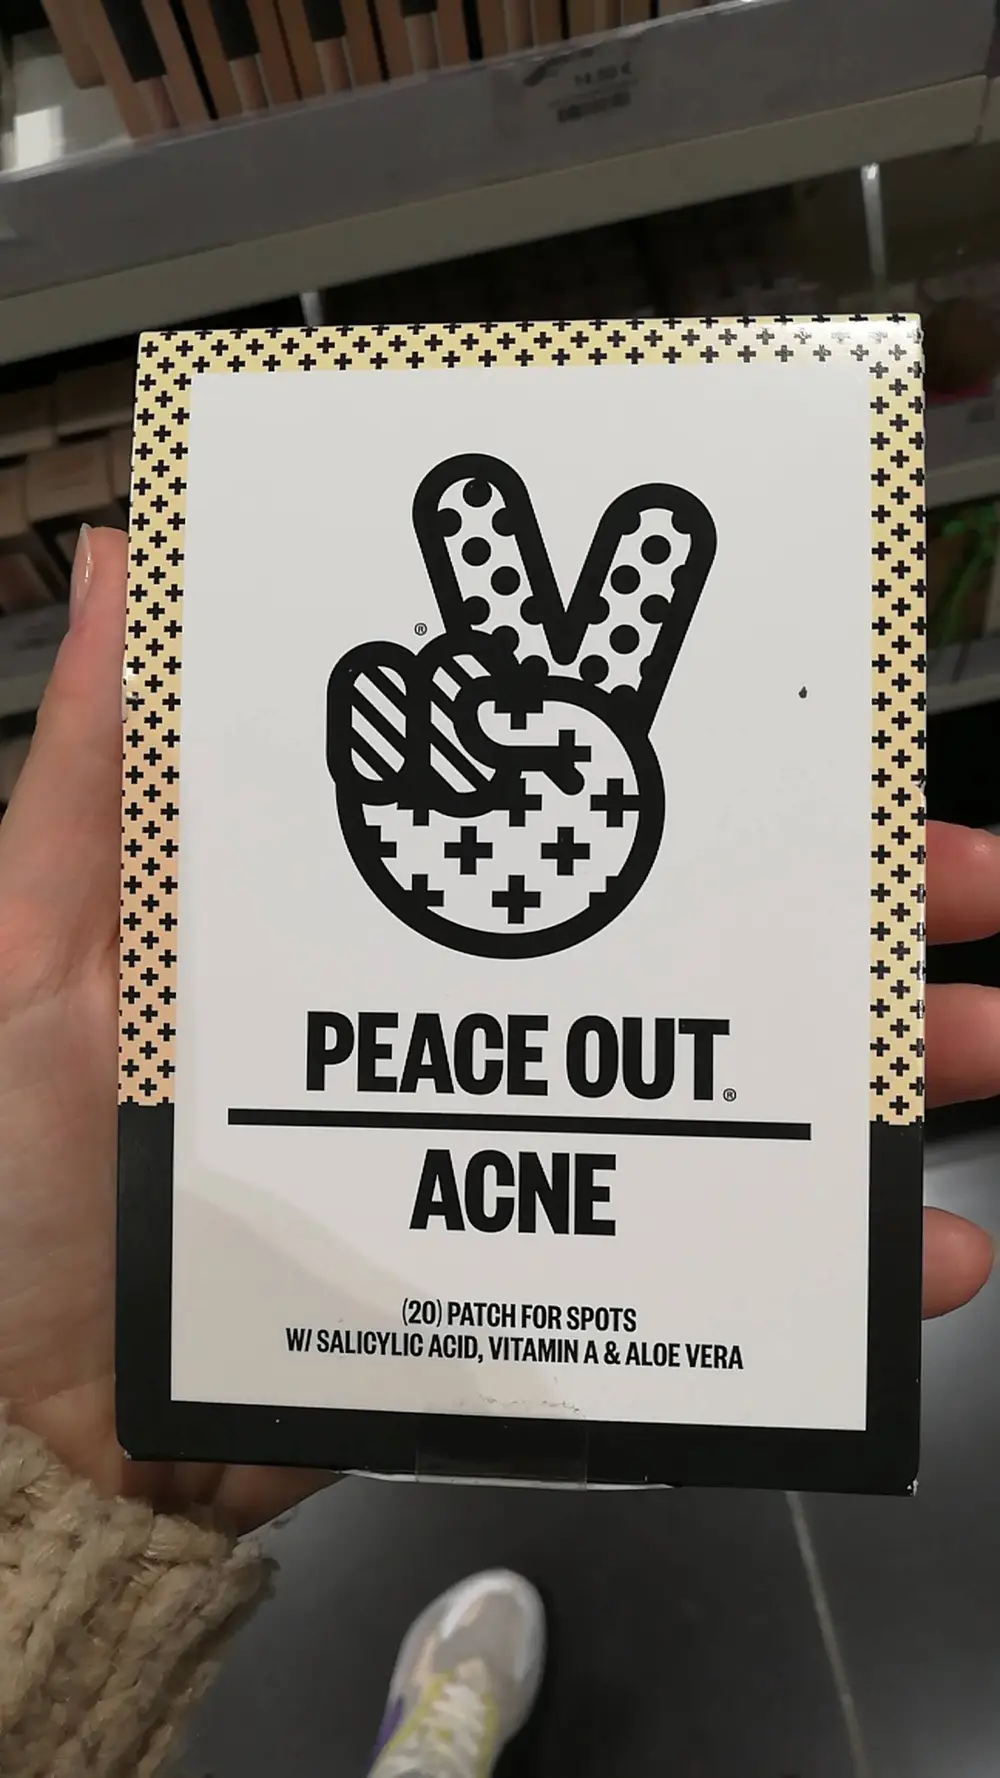 ®
PEACE OUT®
ACNE
(20) PATCH FOR SPOTS
W/ SALICYLIC ACID, VITAMIN A & ALOE VERA